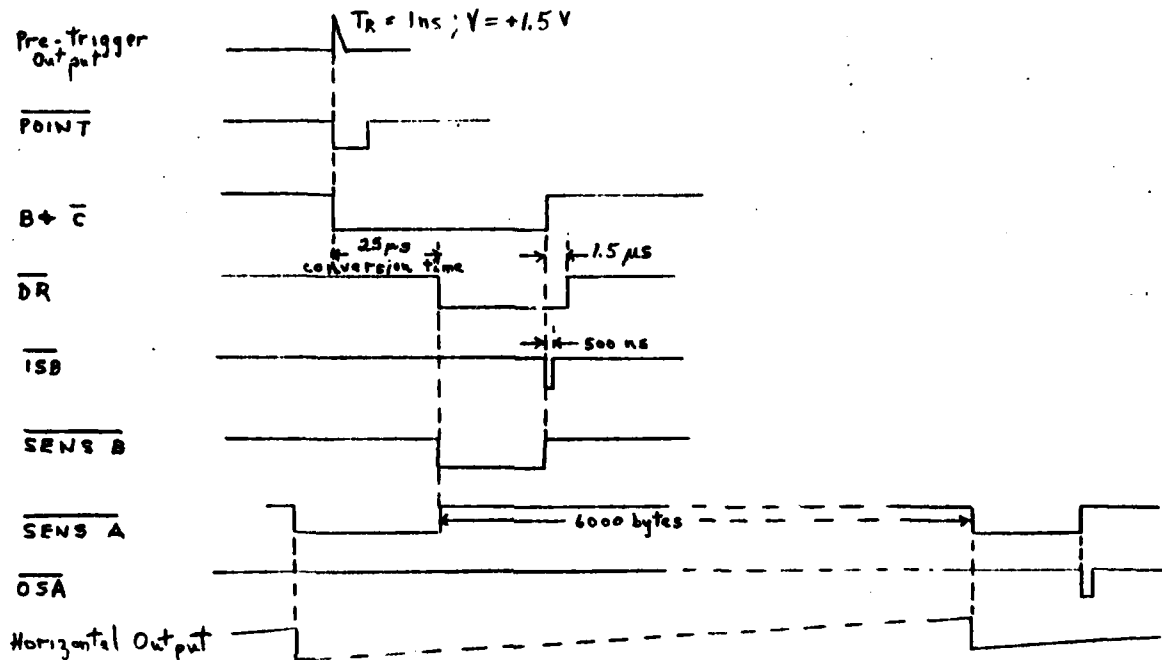 Pre-trigger
Output
T_R = 1ns ; V = +1.5 V
POINT
B + C̅
25 μs
conversion time
1.5 μs
DR
ISB
500 ns
SENS B
SENS A
6000 bytes
OSA
Horizontal Output